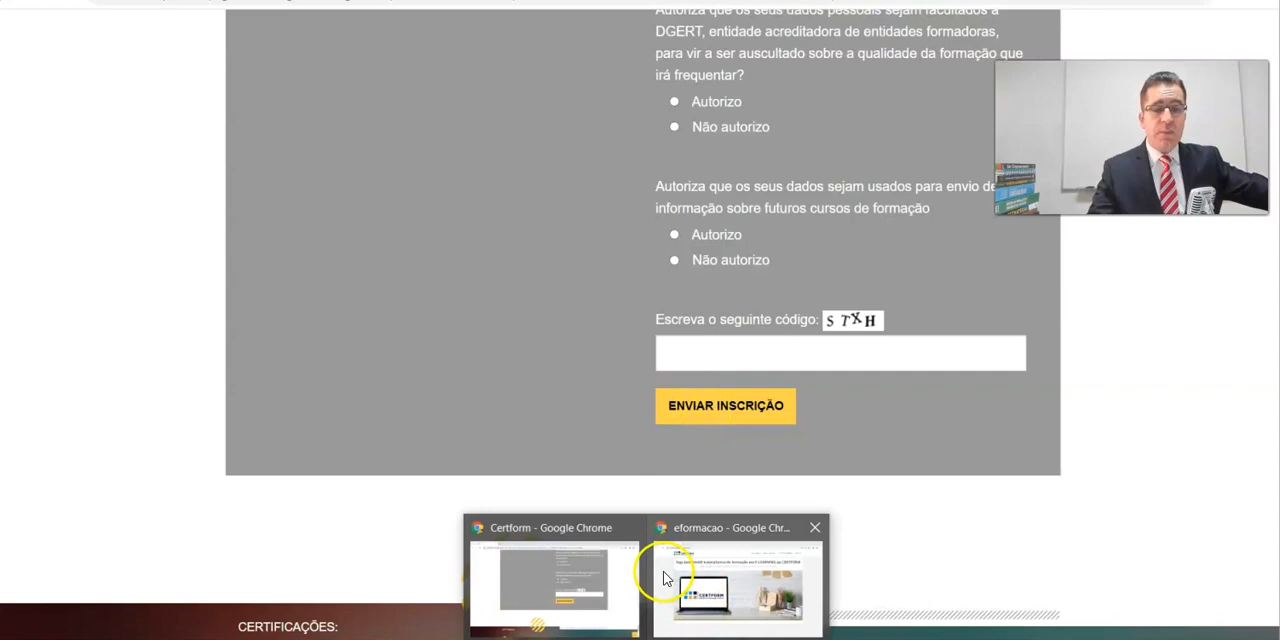 Autoriza que os seus dados pessoais sejam facultados à
DGERT, entidade acreditadora de entidades formadoras,
para vir a ser auscultado sobre a qualidade da formação que
irá frequentar?
Autorizo
Não autorizo
Autoriza que os seus dados sejam usados para envio de
informação sobre futuros cursos de formação
Autorizo
Não autorizo
Escreva o seguinte código: S T X H
ENVIAR INSCRIÇÃO
Certform - Google Chrome
eformacao - Google Chr...
CERTFORM
CERTIFICAÇÕES: